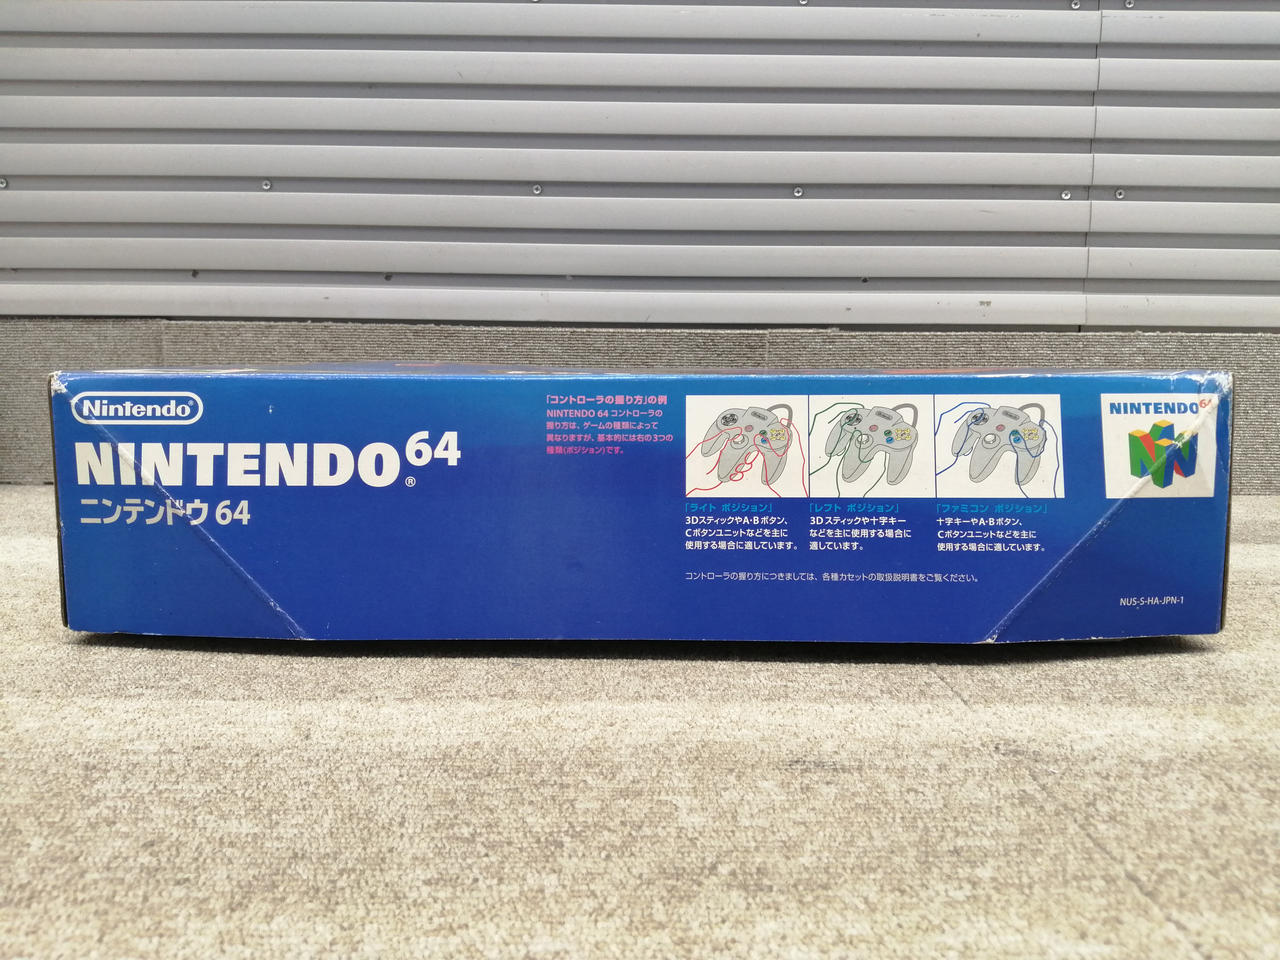 Nintendo®
NINTENDO64®
ニンテンドウ64
「コントローラの握り方」の例
NINTENDO 64 コントローラの
握り方は、ゲームの種類によって
異なりますが、基本的には右の3つの
種類(ポジション)です。
「ライト ポジション」
3DスティックやA・Bボタン、
Cボタンユニットなどを主に
使用する場合に適しています。
「レフト ポジション」
3Dスティックや十字キー
などを主に使用する場合に
適しています。
「ファミコン ポジション」
十字キーやA・Bボタン、
Cボタンユニットなどを主に
使用する場合に適しています。
コントローラの握り方につきましては、各種カセットの取扱説明書をご覧ください。
NINTENDO64
NUS-S-HA-JPN-1